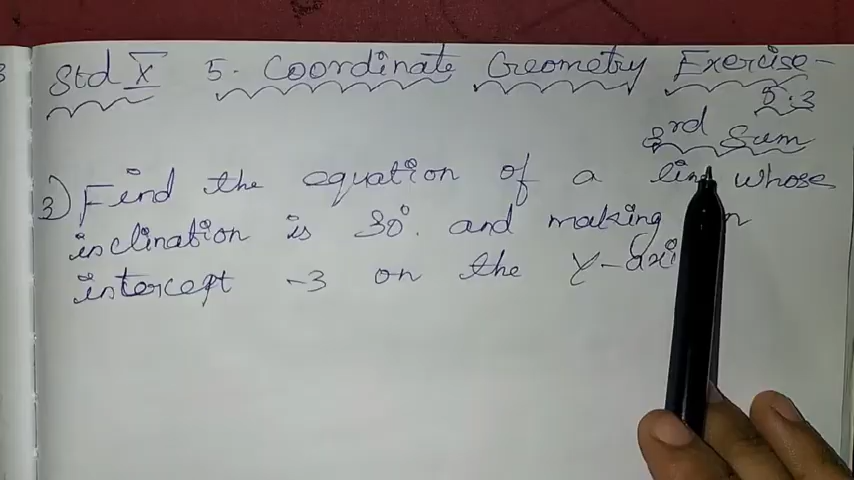 Std X 5. Coordinate Geometry Exercise-
5.3
3rd Sum
3) Find the equation of a line whose
inclination is 30°. and making
intercept -3 on the Y-axi